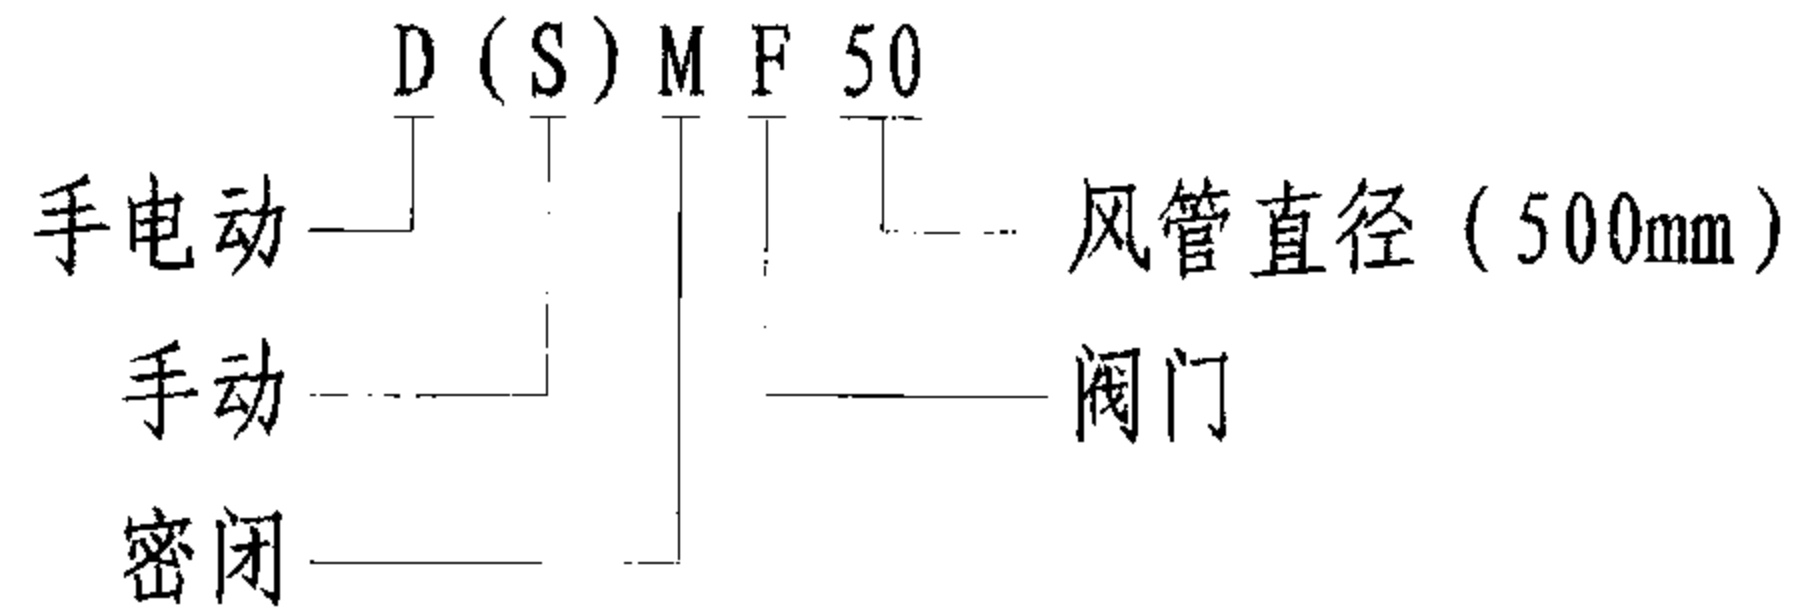 D(S)MF50
手电动
风管直径(500mm)
手动
阀门
密闭